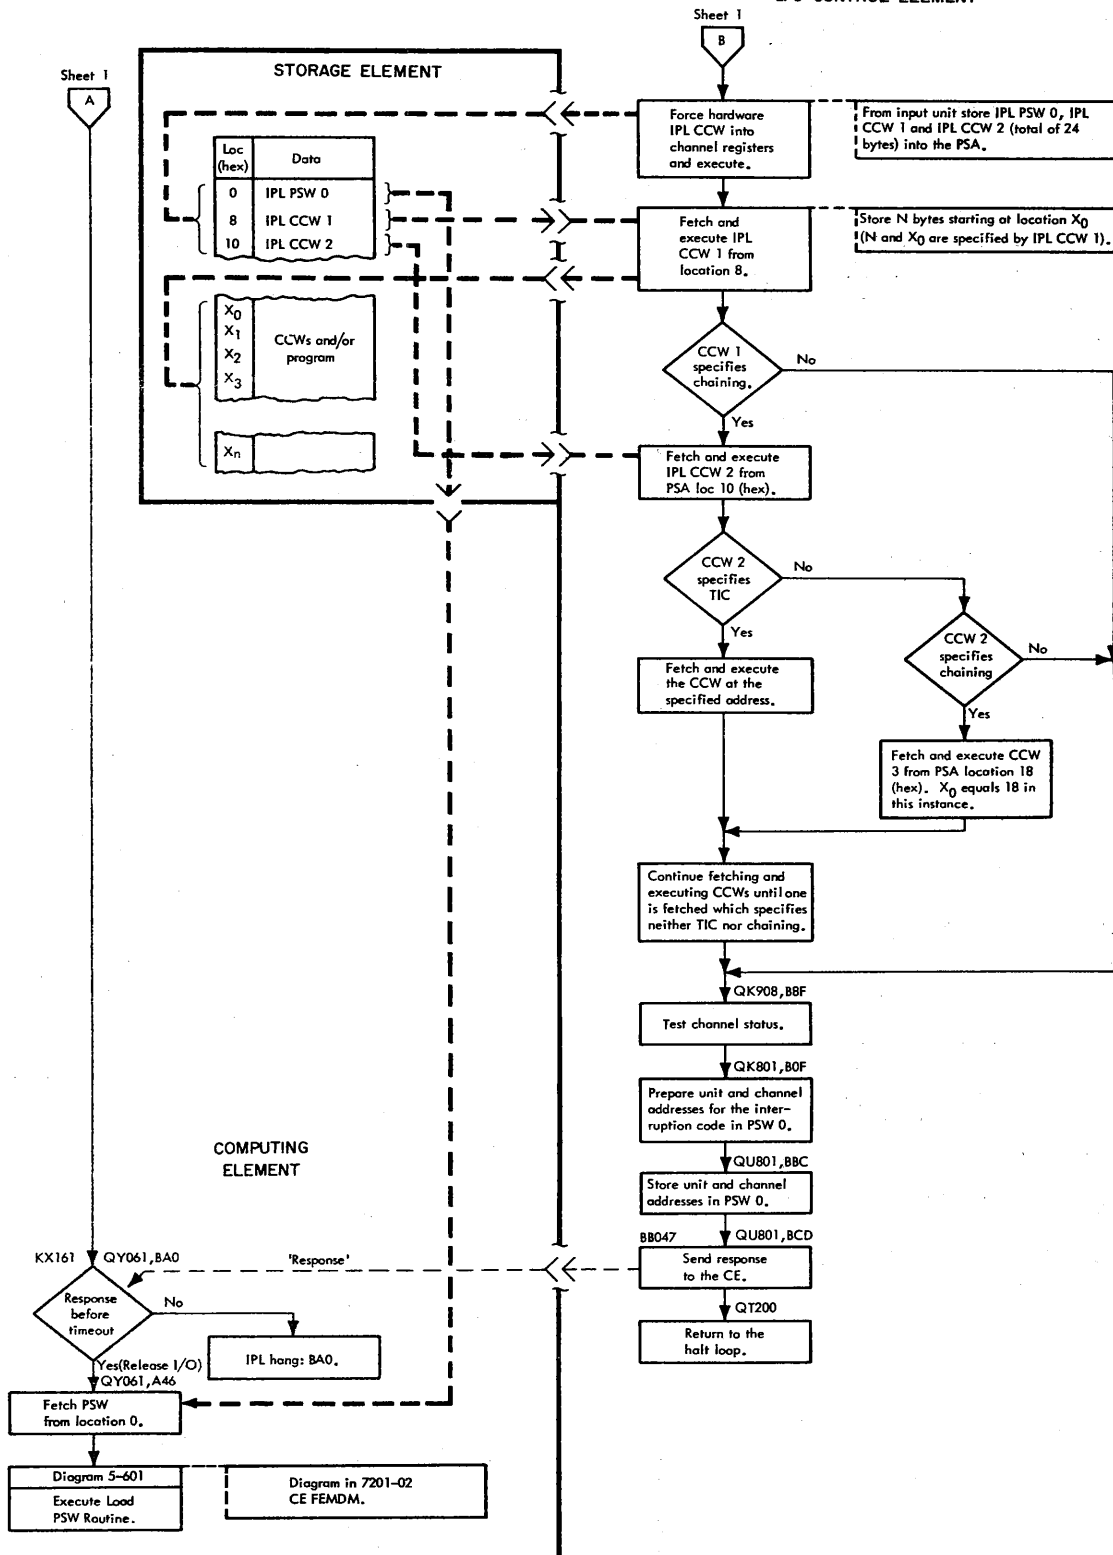 Sheet 1
B
Sheet 1
A
STORAGE ELEMENT
Loc
(hex)
Data
0
IPL PSW 0
8
IPL CCW 1
10
IPL CCW 2
X0
X1
X2
X3
CCWs and/or
program
Xn
Force hardware
IPL CCW into
channel registers
and execute.
From input unit store IPL PSW 0, IPL
CCW 1 and IPL CCW 2 (total of 24
bytes) into the PSA.
Fetch and
execute IPL
CCW 1 from
location 8.
Store N bytes starting at location X0
(N and X0 are specified by IPL CCW 1).
CCW 1
specifies
chaining.
No
Yes
Fetch and execute
IPL CCW 2 from
PSA loc 10 (hex).
CCW 2
specifies
TIC
No
Yes
CCW 2
specifies
chaining
No
Yes
Fetch and execute
the CCW at the
specified address.
Fetch and execute CCW
3 from PSA location 18
(hex). X0 equals 18 in
this instance.
Continue fetching and
executing CCWs until one
is fetched which specifies
neither TIC nor chaining.
QK908,B8F
Test channel status.
QK801,B0F
Prepare unit and channel
addresses for the inter-
ruption code in PSW 0.
QU801,BBC
Store unit and channel
addresses in PSW 0.
BB047
QU801,BCD
Send response
to the CE.
QT200
Return to the
halt loop.
COMPUTING
ELEMENT
KX161
QY061,BA0
'Response'
Response
before
timeout
No
IPL hang: BA0.
Yes(Release I/O)
QY061,A46
Fetch PSW
from location 0.
Diagram 5-601
Execute Load
PSW Routine.
Diagram in 7201-02
CE FEMDM.